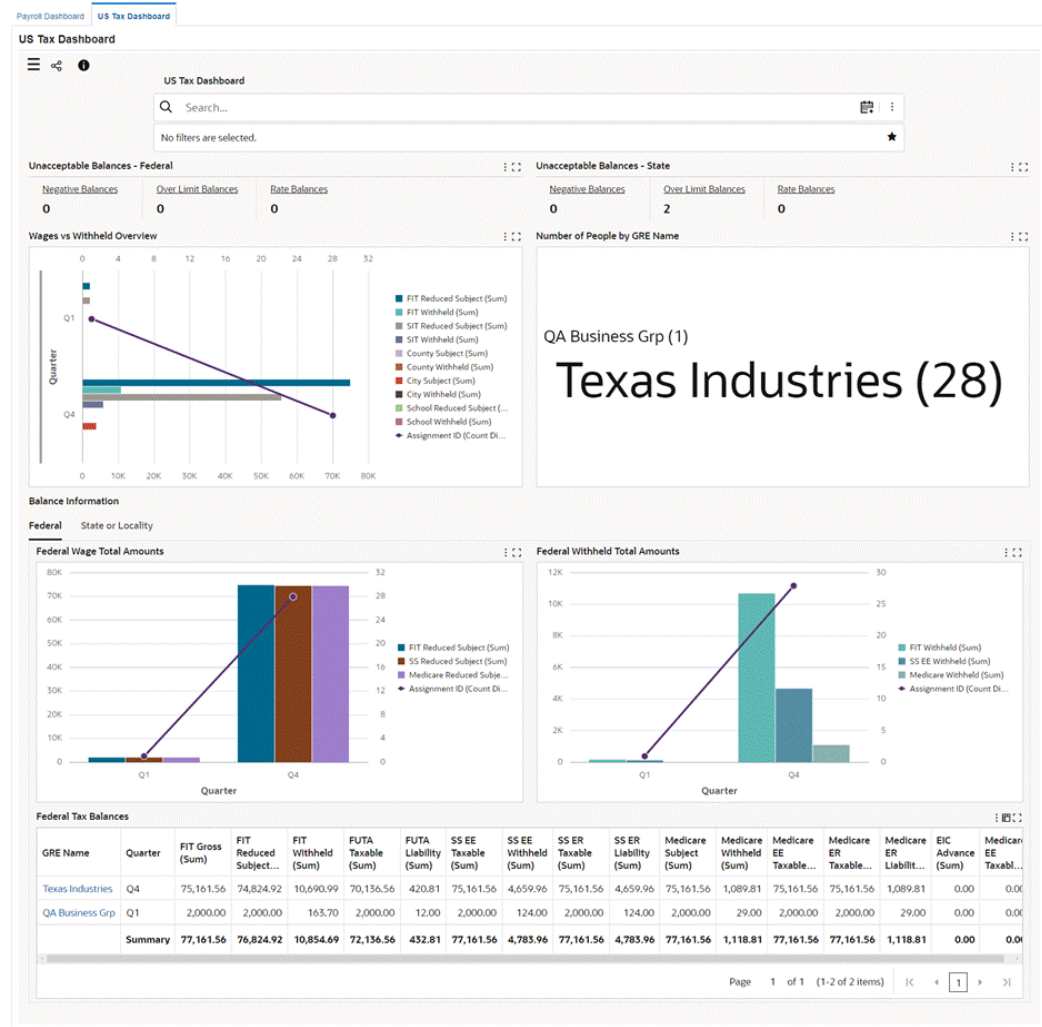 Payroll Dashboard US Tax Dashboard
US Tax Dashboard
US Tax Dashboard
Search...
No filters are selected.
Unacceptable Balances - Federal
Negative Balances Over Limit Balances Rate Balances
0 0 0
Unacceptable Balances - State
Negative Balances Over Limit Balances Rate Balances
0 2 0
Wages vs Withheld Overview
0 4 8 12 16 20 24 28 32
Quarter
Q1
Q4
0 10K 20K 30K 40K 50K 60K 70K 80K
FIT Reduced Subject (Sum)
FIT Withheld (Sum)
SIT Reduced Subject (Sum)
SIT Withheld (Sum)
County Subject (Sum)
County Withheld (Sum)
City Subject (Sum)
City Withheld (Sum)
School Reduced Subject (...
School Withheld (Sum)
Assignment ID (Count Di...
Number of People by GRE Name
QA Business Grp (1)
Texas Industries (28)
Balance Information
Federal State or Locality
Federal Wage Total Amounts
80K 32
70K 28
60K 24
50K 20
40K 16
30K 12
20K 8
10K 4
0 0
Q1 Q4
Quarter
FIT Reduced Subject (Sum)
SS Reduced Subject (Sum)
Medicare Reduced Subje...
Assignment ID (Count Di...
Federal Withheld Total Amounts
12K 30
10K 25
8K 20
6K 15
4K 10
2K 5
0 0
Q1 Q4
Quarter
FIT Withheld (Sum)
SS EE Withheld (Sum)
Medicare Withheld (Sum)
Assignment ID (Count Di...
Federal Tax Balances
GRE Name Quarter FIT Gross (Sum) FIT Reduced Subject... FIT Withheld (Sum) FUTA Taxable (Sum) FUTA Liability (Sum) SS EE Taxable (Sum) SS EE Withheld (Sum) SS ER Taxable (Sum) SS ER Liability (Sum) Medicare Subject (Sum) Medicare Withheld (Sum) Medicare EE Taxable... Medicare ER Taxable... Medicare ER Liabilit... EIC Advance (Sum) Medicare EE Taxabl...
Texas Industries Q4 75,161.56 74,824.92 10,690.99 70,136.56 420.81 75,161.56 4,659.96 75,161.56 4,659.96 75,161.56 1,089.81 75,161.56 75,161.56 1,089.81 0.00 0.00
QA Business Grp Q1 2,000.00 2,000.00 163.70 2,000.00 12.00 2,000.00 124.00 2,000.00 124.00 2,000.00 29.00 2,000.00 2,000.00 29.00 0.00 0.00
Summary 77,161.56 76,824.92 10,854.69 72,136.56 432.81 77,161.56 4,783.96 77,161.56 4,783.96 77,161.56 1,118.81 77,161.56 77,161.56 1,118.81 0.00 0.00
Page 1 of 1 (1-2 of 2 items) 1